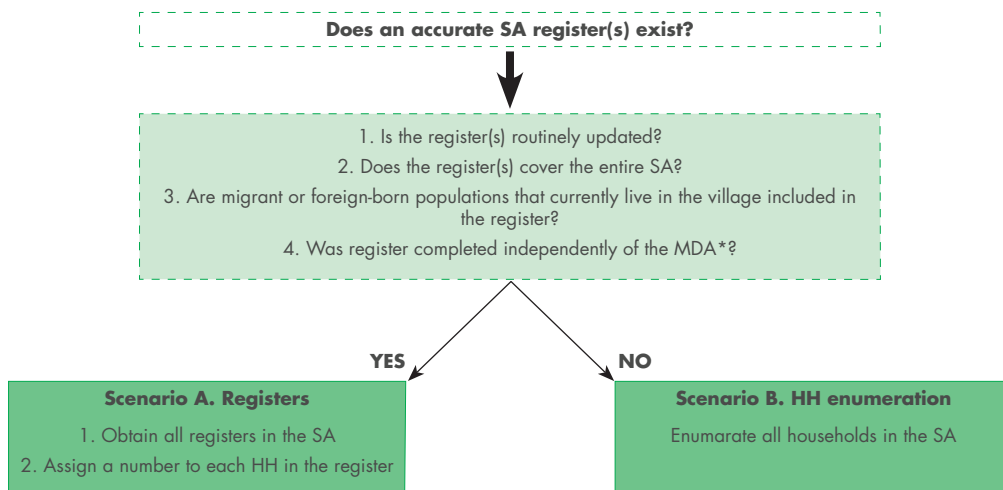 Does an accurate SA register(s) exist?
1. Is the register(s) routinely updated?
2. Does the register(s) cover the entire SA?
3. Are migrant or foreign-born populations that currently live in the village included in
the register?
4. Was register completed independently of the MDA*?
YES
NO
Scenario A. Registers
1. Obtain all registers in the SA
2. Assign a number to each HH in the register
Scenario B. HH enumeration
Enumarate all households in the SA